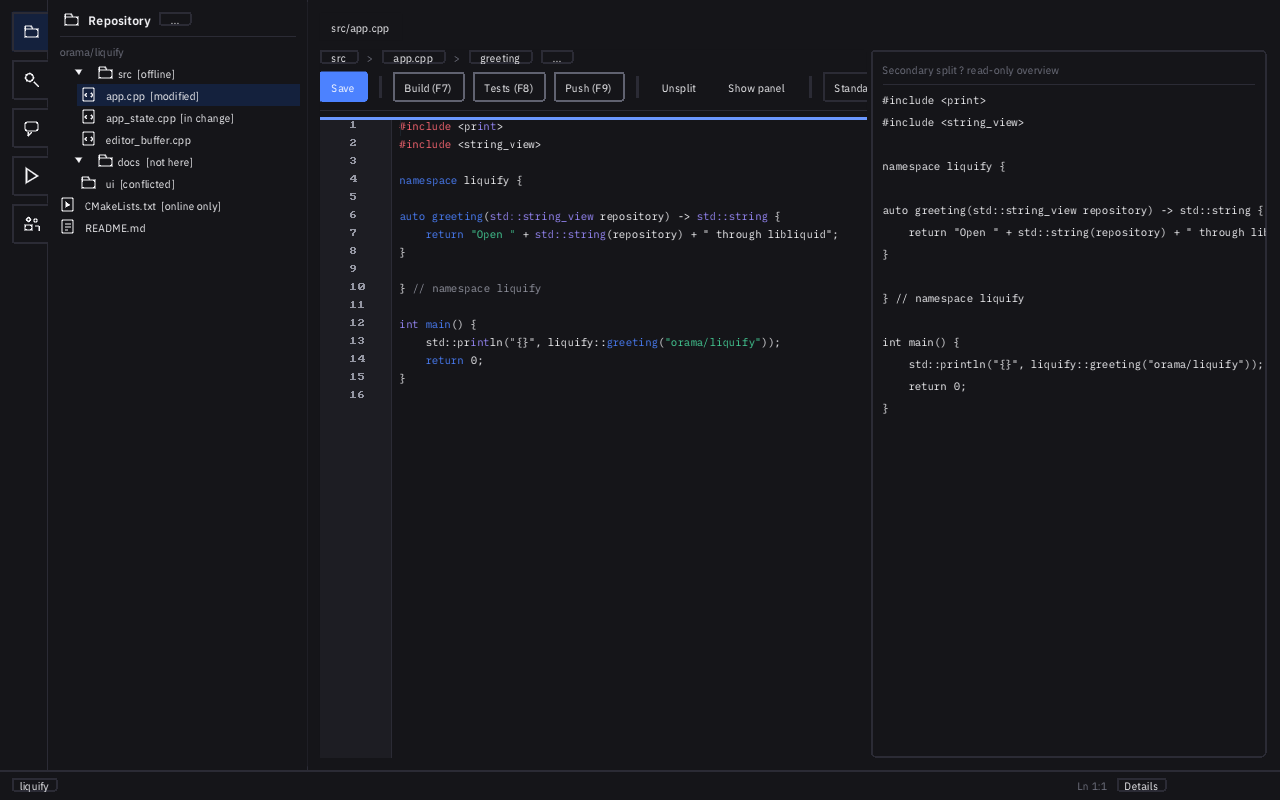 Repository ...
orama/liquify
src [offline]
app.cpp [modified]
app_state.cpp [in change]
editor_buffer.cpp
docs [not here]
ui [conflicted]
CMakeLists.txt [online only]
README.md
src/app.cpp
src > app.cpp > greeting ...
Save Build (F7) Tests (F8) Push (F9) Unsplit Show panel Standa
1 #include <print>
2 #include <string_view>
3
4 namespace liquify {
5
6 auto greeting(std::string_view repository) -> std::string {
7 return "Open " + std::string(repository) + " through libliquid";
8 }
9
10 } // namespace liquify
11
12 int main() {
13 std::println("{}", liquify::greeting("orama/liquify"));
14 return 0;
15 }
16
Secondary split ? read-only overview
#include <print>
#include <string_view>
namespace liquify {
auto greeting(std::string_view repository) -> std::string {
return "Open " + std::string(repository) + " through lib
}
} // namespace liquify
int main() {
std::println("{}", liquify::greeting("orama/liquify"));
return 0;
}
liquify Ln 1:1 Details